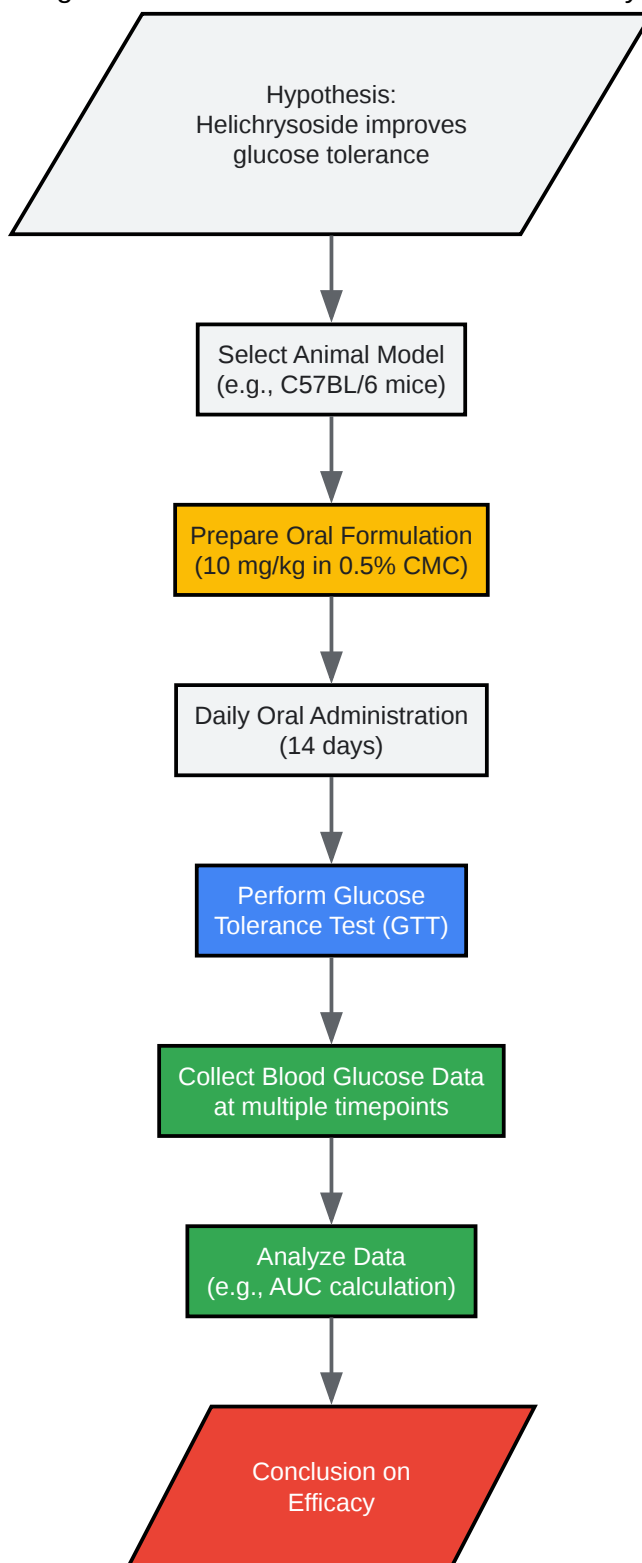 Hypothesis:
Helichrysoside improves
glucose tolerance
Select Animal Model
(e.g., C57BL/6 mice)
Prepare Oral Formulation
(10 mg/kg in 0.5% CMC)
Daily Oral Administration
(14 days)
Perform Glucose
Tolerance Test (GTT)
Collect Blood Glucose Data
at multiple timepoints
Analyze Data
(e.g., AUC calculation)
Conclusion on
Efficacy